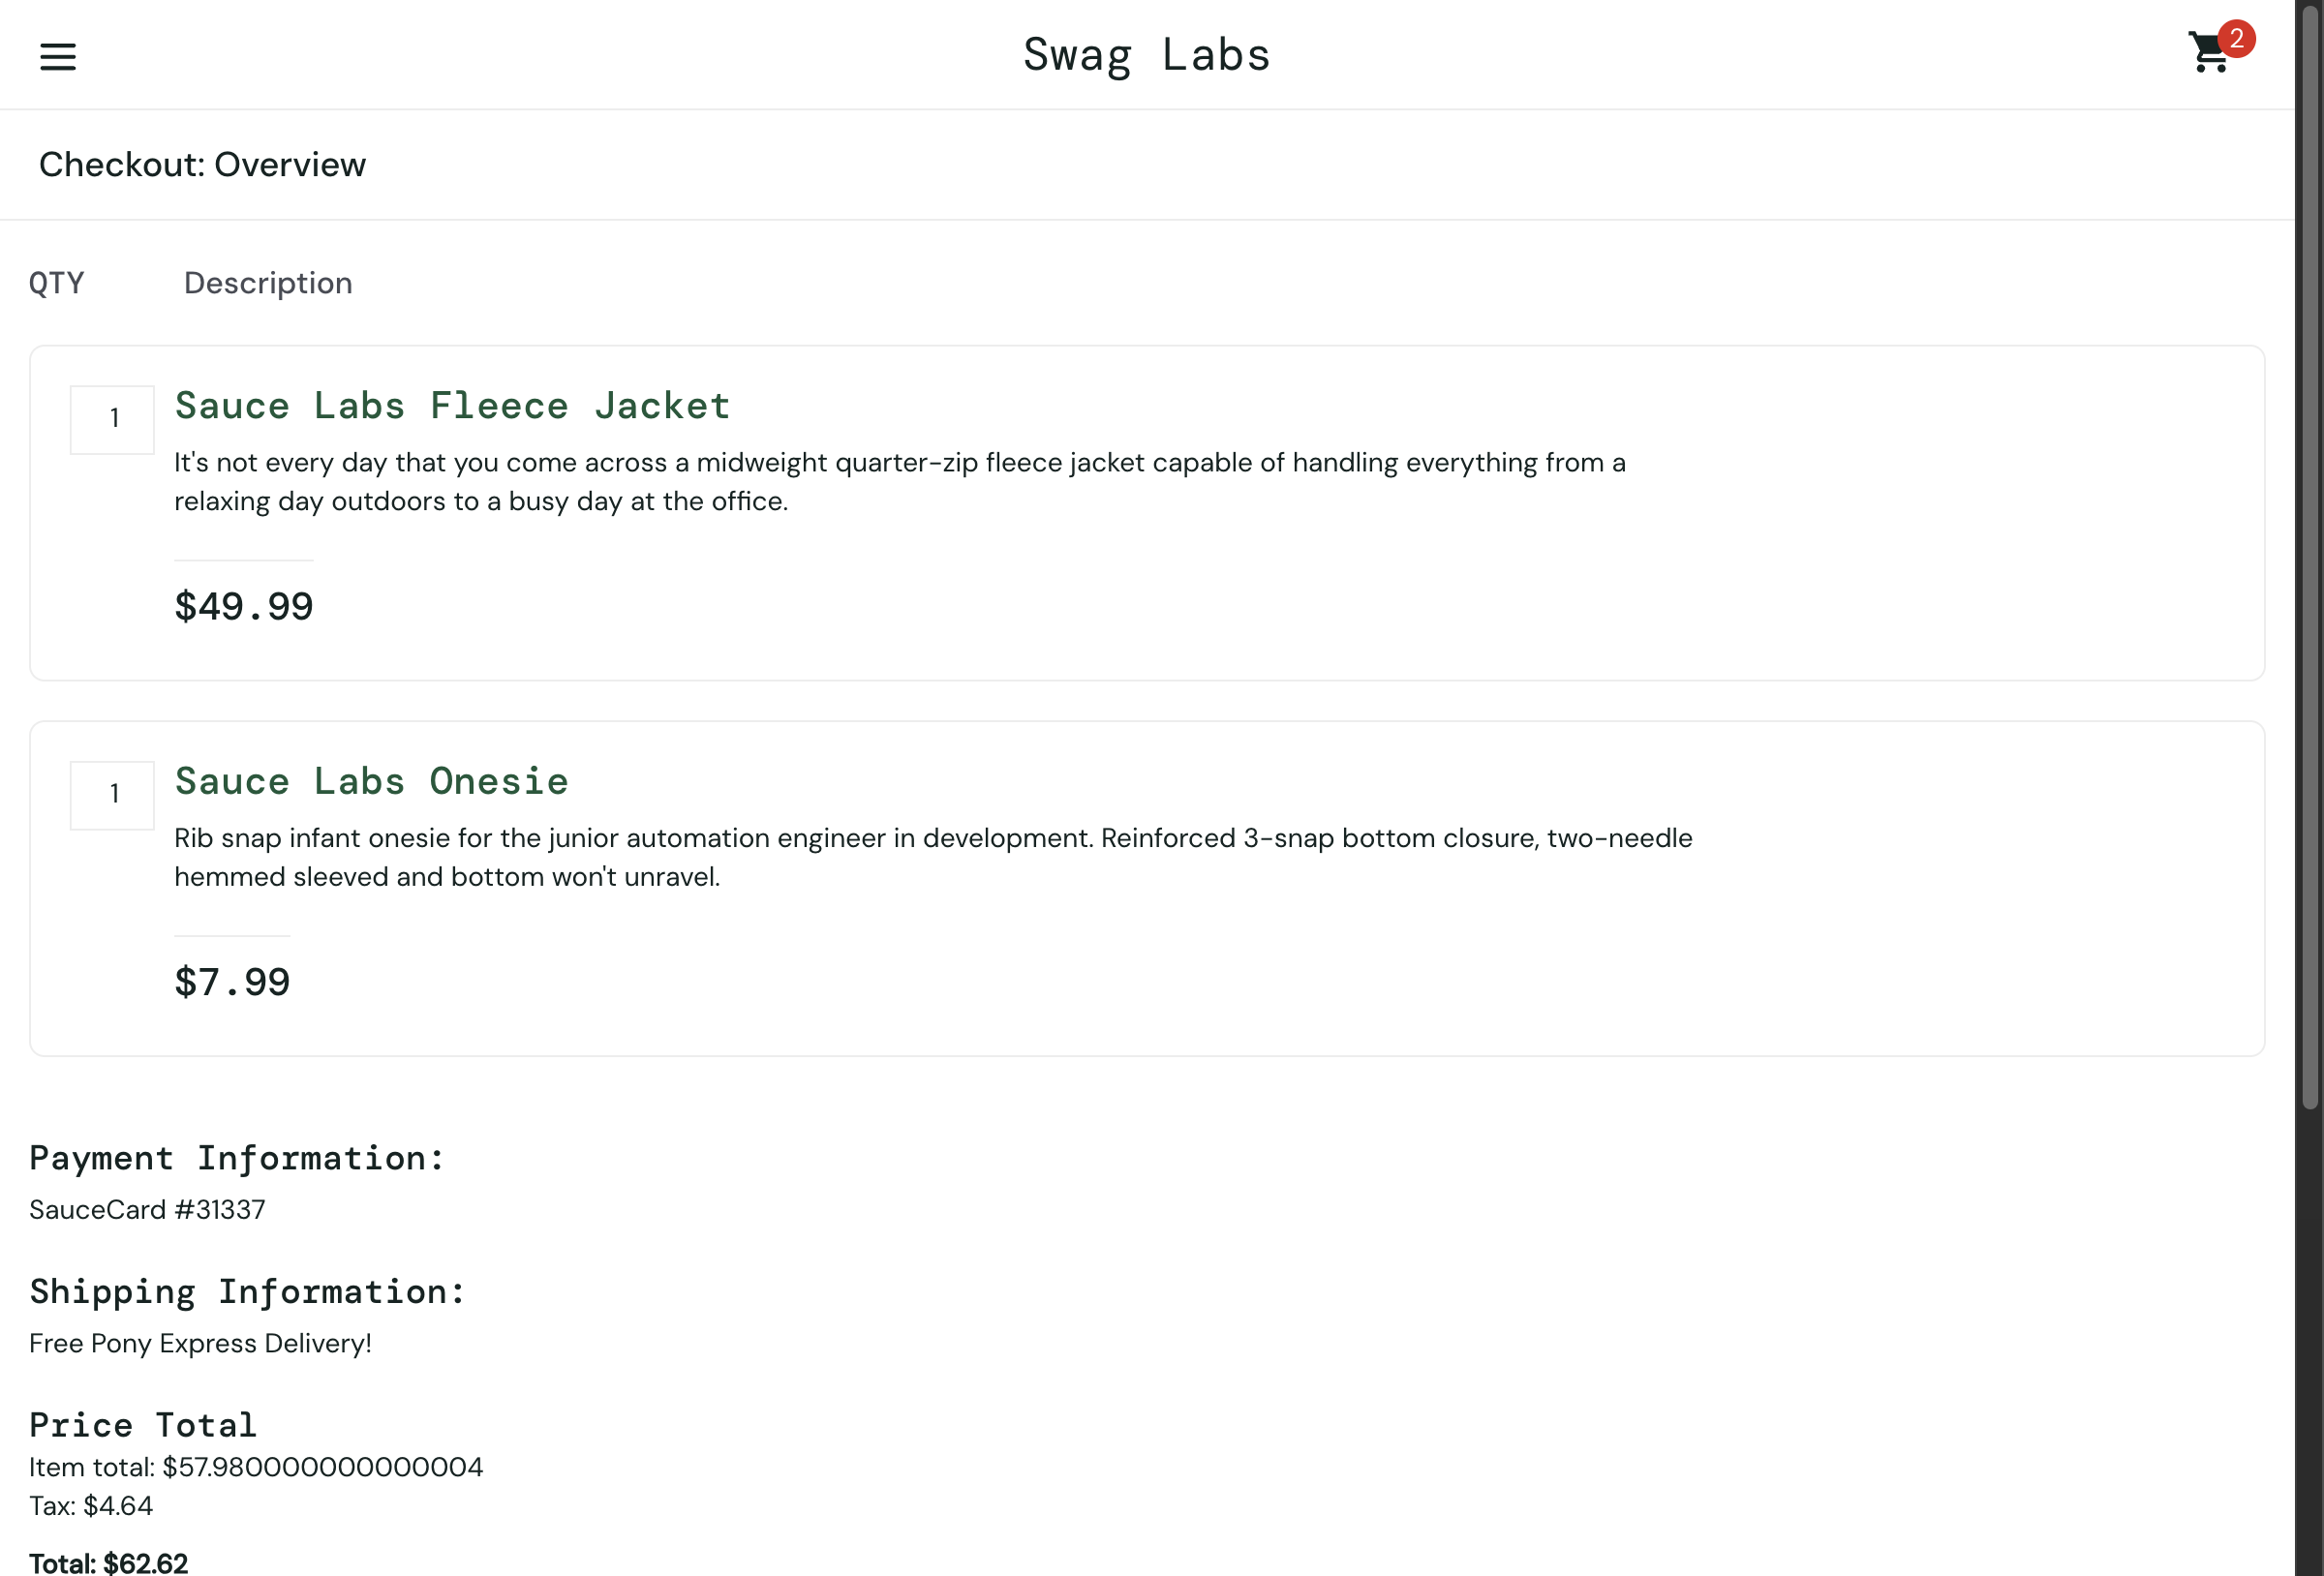 Swag Labs
2
Checkout: Overview
QTY Description
1
Sauce Labs Fleece Jacket
It's not every day that you come across a midweight quarter-zip fleece jacket capable of handling everything from a
relaxing day outdoors to a busy day at the office.
$49.99
1
Sauce Labs Onesie
Rib snap infant onesie for the junior automation engineer in development. Reinforced 3-snap bottom closure, two-needle
hemmed sleeved and bottom won't unravel.
$7.99
Payment Information:
SauceCard #31337
Shipping Information:
Free Pony Express Delivery!
Price Total
Item total: $57.980000000000004
Tax: $4.64
Total: $62.62